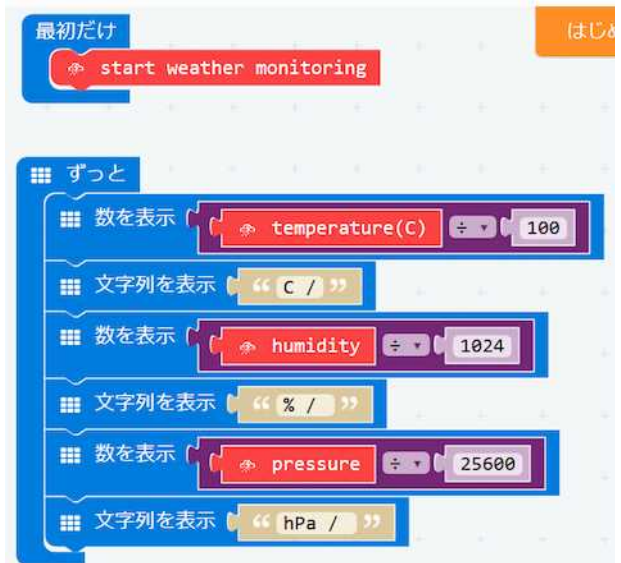 最初だけ
はじめ
start weather monitoring
ずっと
数を表示 temperature(C) ÷ 100
文字列を表示 “ C / ”
数を表示 humidity ÷ 1024
文字列を表示 “ % / ”
数を表示 pressure ÷ 25600
文字列を表示 “ hPa / ”